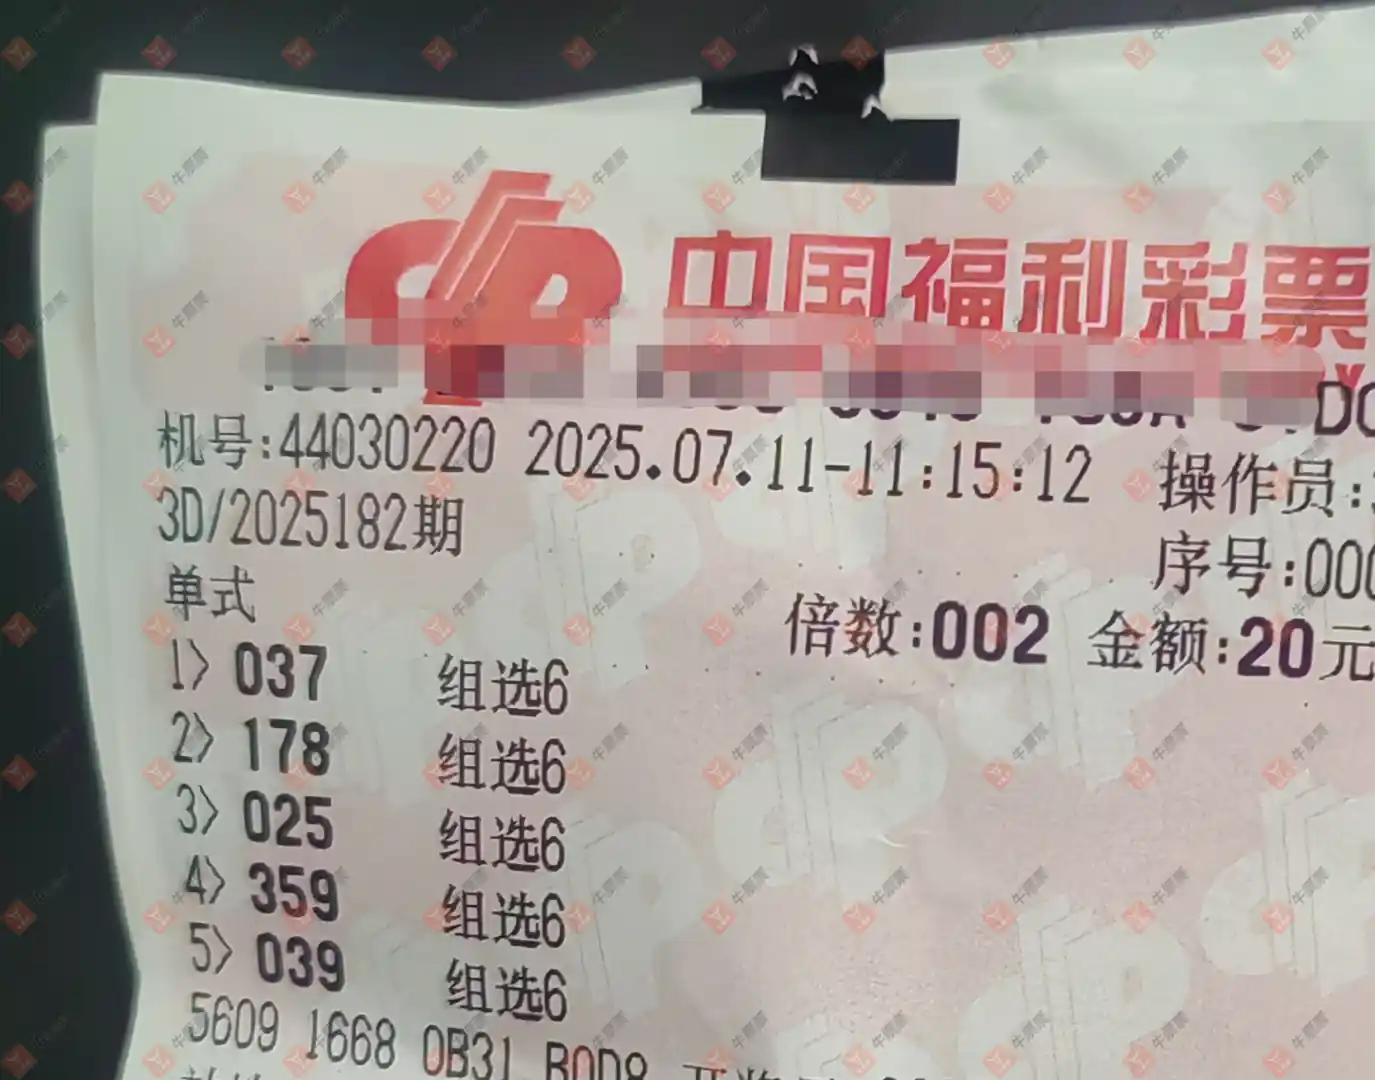 中国福利彩票
机号:44030220 2025.07.11-11:15:12 操作员:
3D/2025182期
序号:000
单式
倍数:002 金额:20元
1> 037 组选6
2> 178 组选6
3> 025 组选6
4> 359 组选6
5> 039 组选6
5609 1668 0B31 B0D8